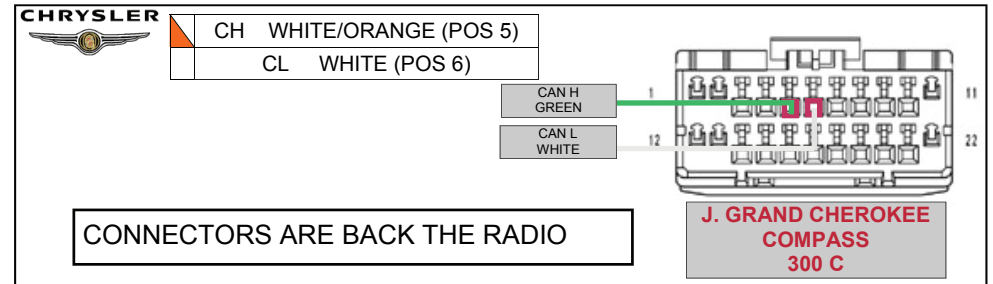 CHRYSLER
CH WHITE/ORANGE (POS 5)
CL WHITE (POS 6)
CAN H
GREEN
CAN L
WHITE
1
11
12
22
CONNECTORS ARE BACK THE RADIO
J. GRAND CHEROKEE
COMPASS
300 C